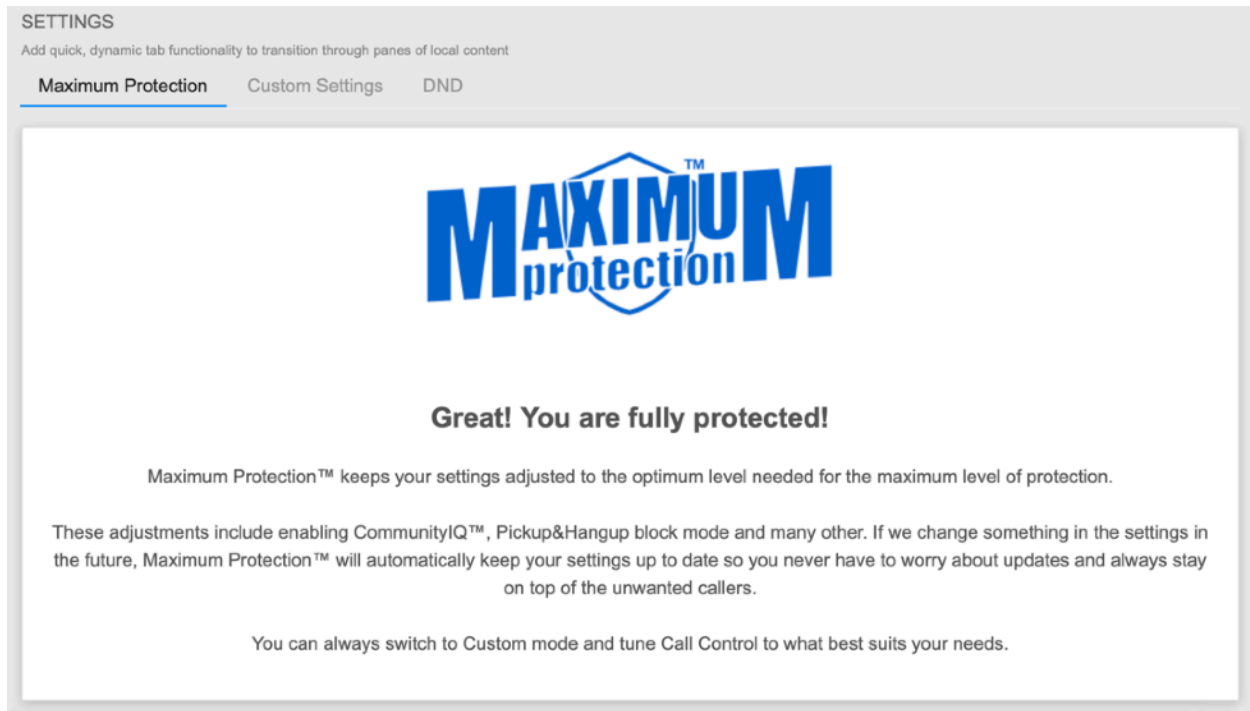 SETTINGS
Add quick, dynamic tab functionality to transition through panes of local content
Maximum Protection Custom Settings DND
MAXIMUM™
protection
Great! You are fully protected!
Maximum Protection™ keeps your settings adjusted to the optimum level needed for the maximum level of protection.
These adjustments include enabling CommunityIQ™, Pickup&Hangup block mode and many other. If we change something in the settings in
the future, Maximum Protection™ will automatically keep your settings up to date so you never have to worry about updates and always stay
on top of the unwanted callers.
You can always switch to Custom mode and tune Call Control to what best suits your needs.